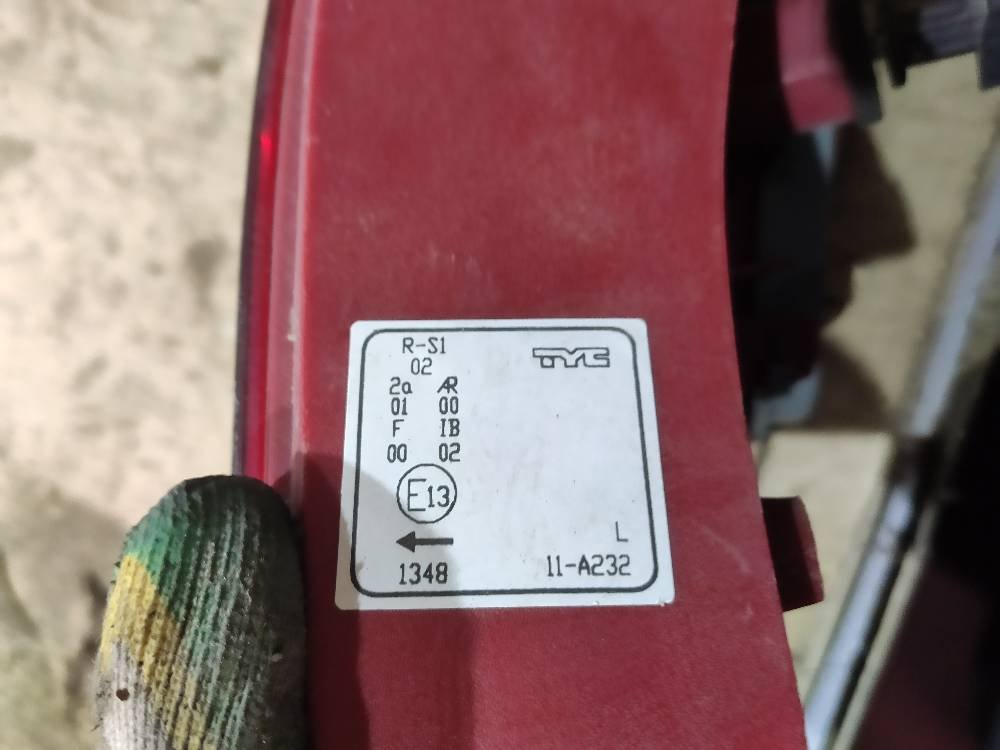 R-S1
02
TYC
2a AR
01 00
F IB
00 02
E13
L
1348
11-A232